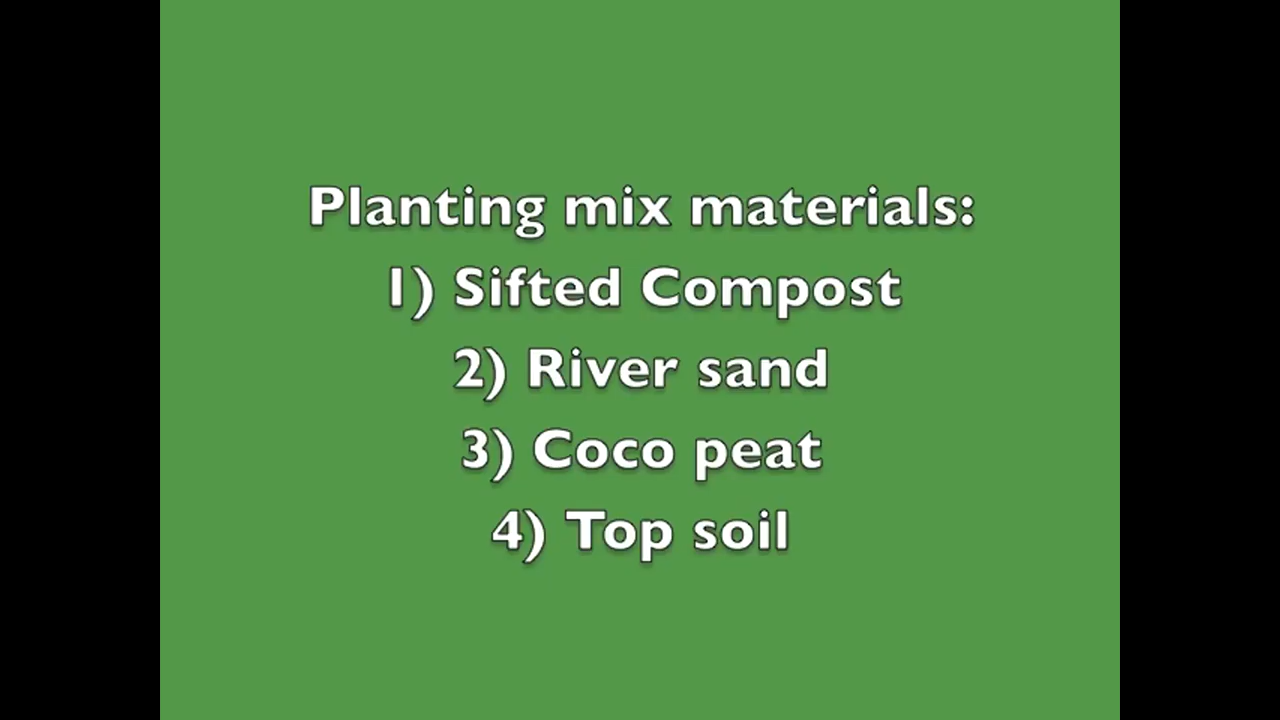 Planting mix materials:
1) Sifted Compost
2) River sand
3) Coco peat
4) Top soil